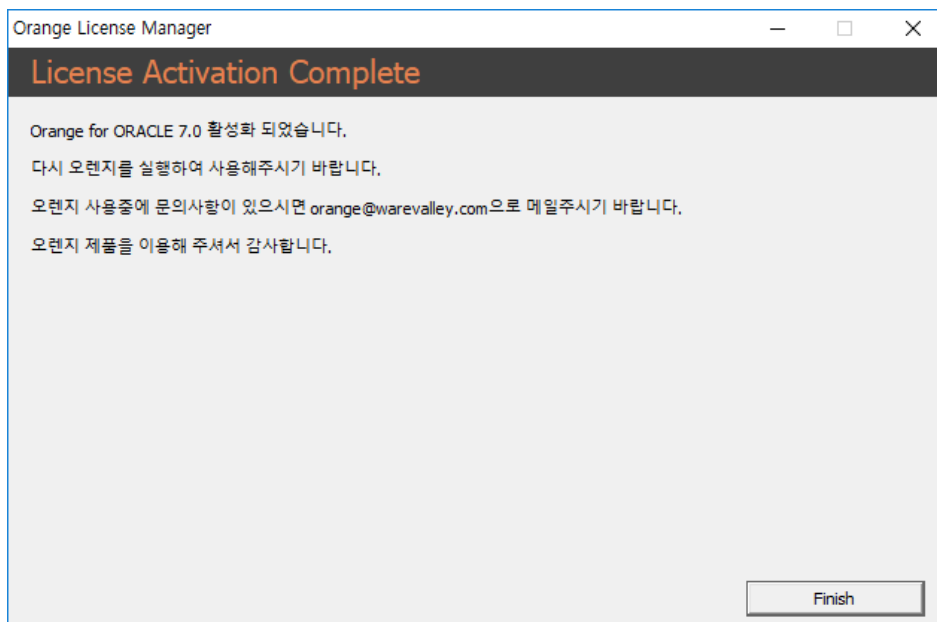 Orange License Manager
License Activation Complete
Orange for ORACLE 7.0 활성화 되었습니다.
다시 오렌지를 실행하여 사용해주시기 바랍니다.
오렌지 사용중에 문의사항이 있으시면 orange@warevalley.com으로 메일주시기 바랍니다.
오렌지 제품을 이용해 주셔서 감사합니다.
Finish